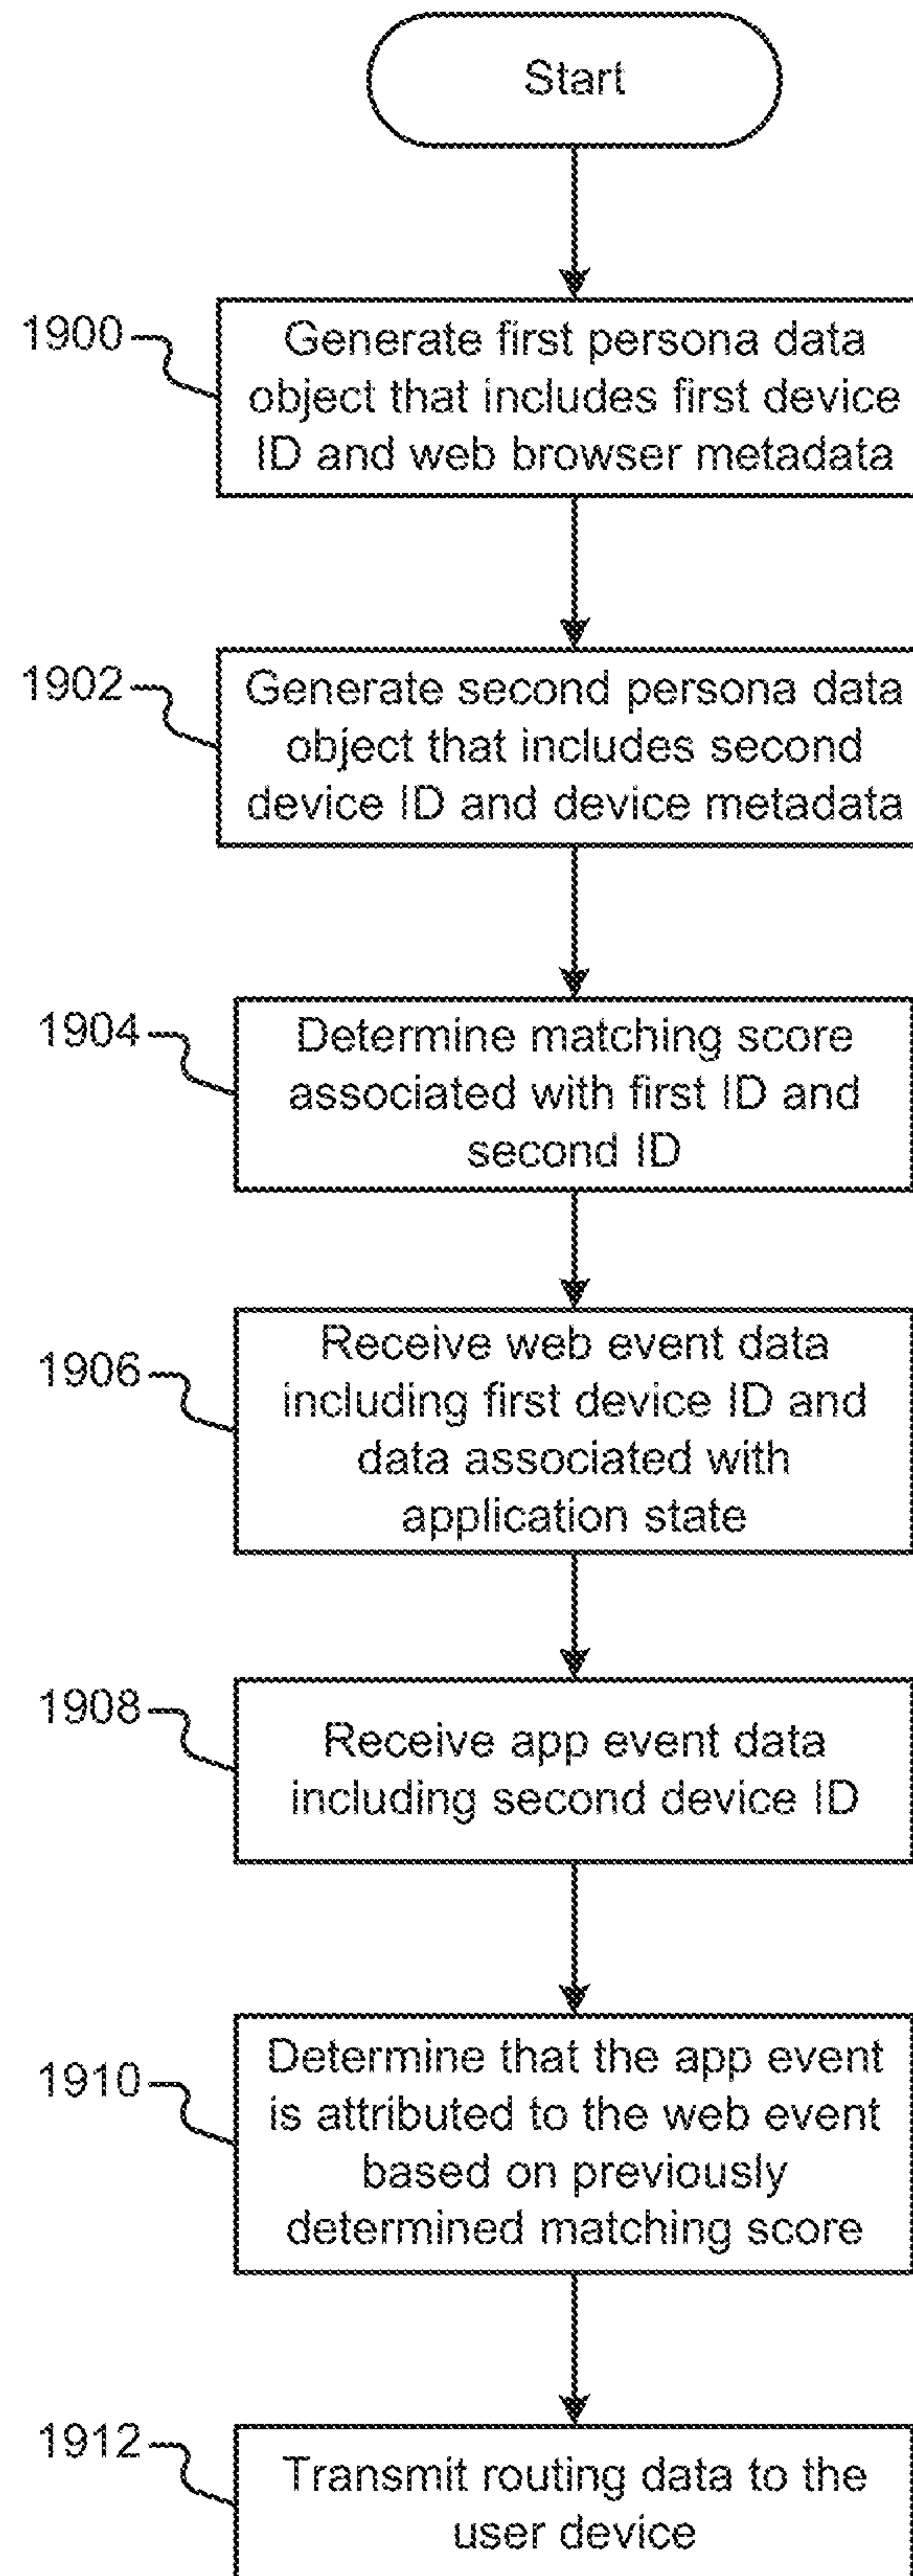 Start
1900
Generate first persona data
object that includes first device
ID and web browser metadata
1902
Generate second persona data
object that includes second
device ID and device metadata
1904
Determine matching score
associated with first ID and
second ID
1906
Receive web event data
including first device ID and
data associated with
application state
1908
Receive app event data
including second device ID
1910
Determine that the app event
is attributed to the web event
based on previously
determined matching score
1912
Transmit routing data to the
user device